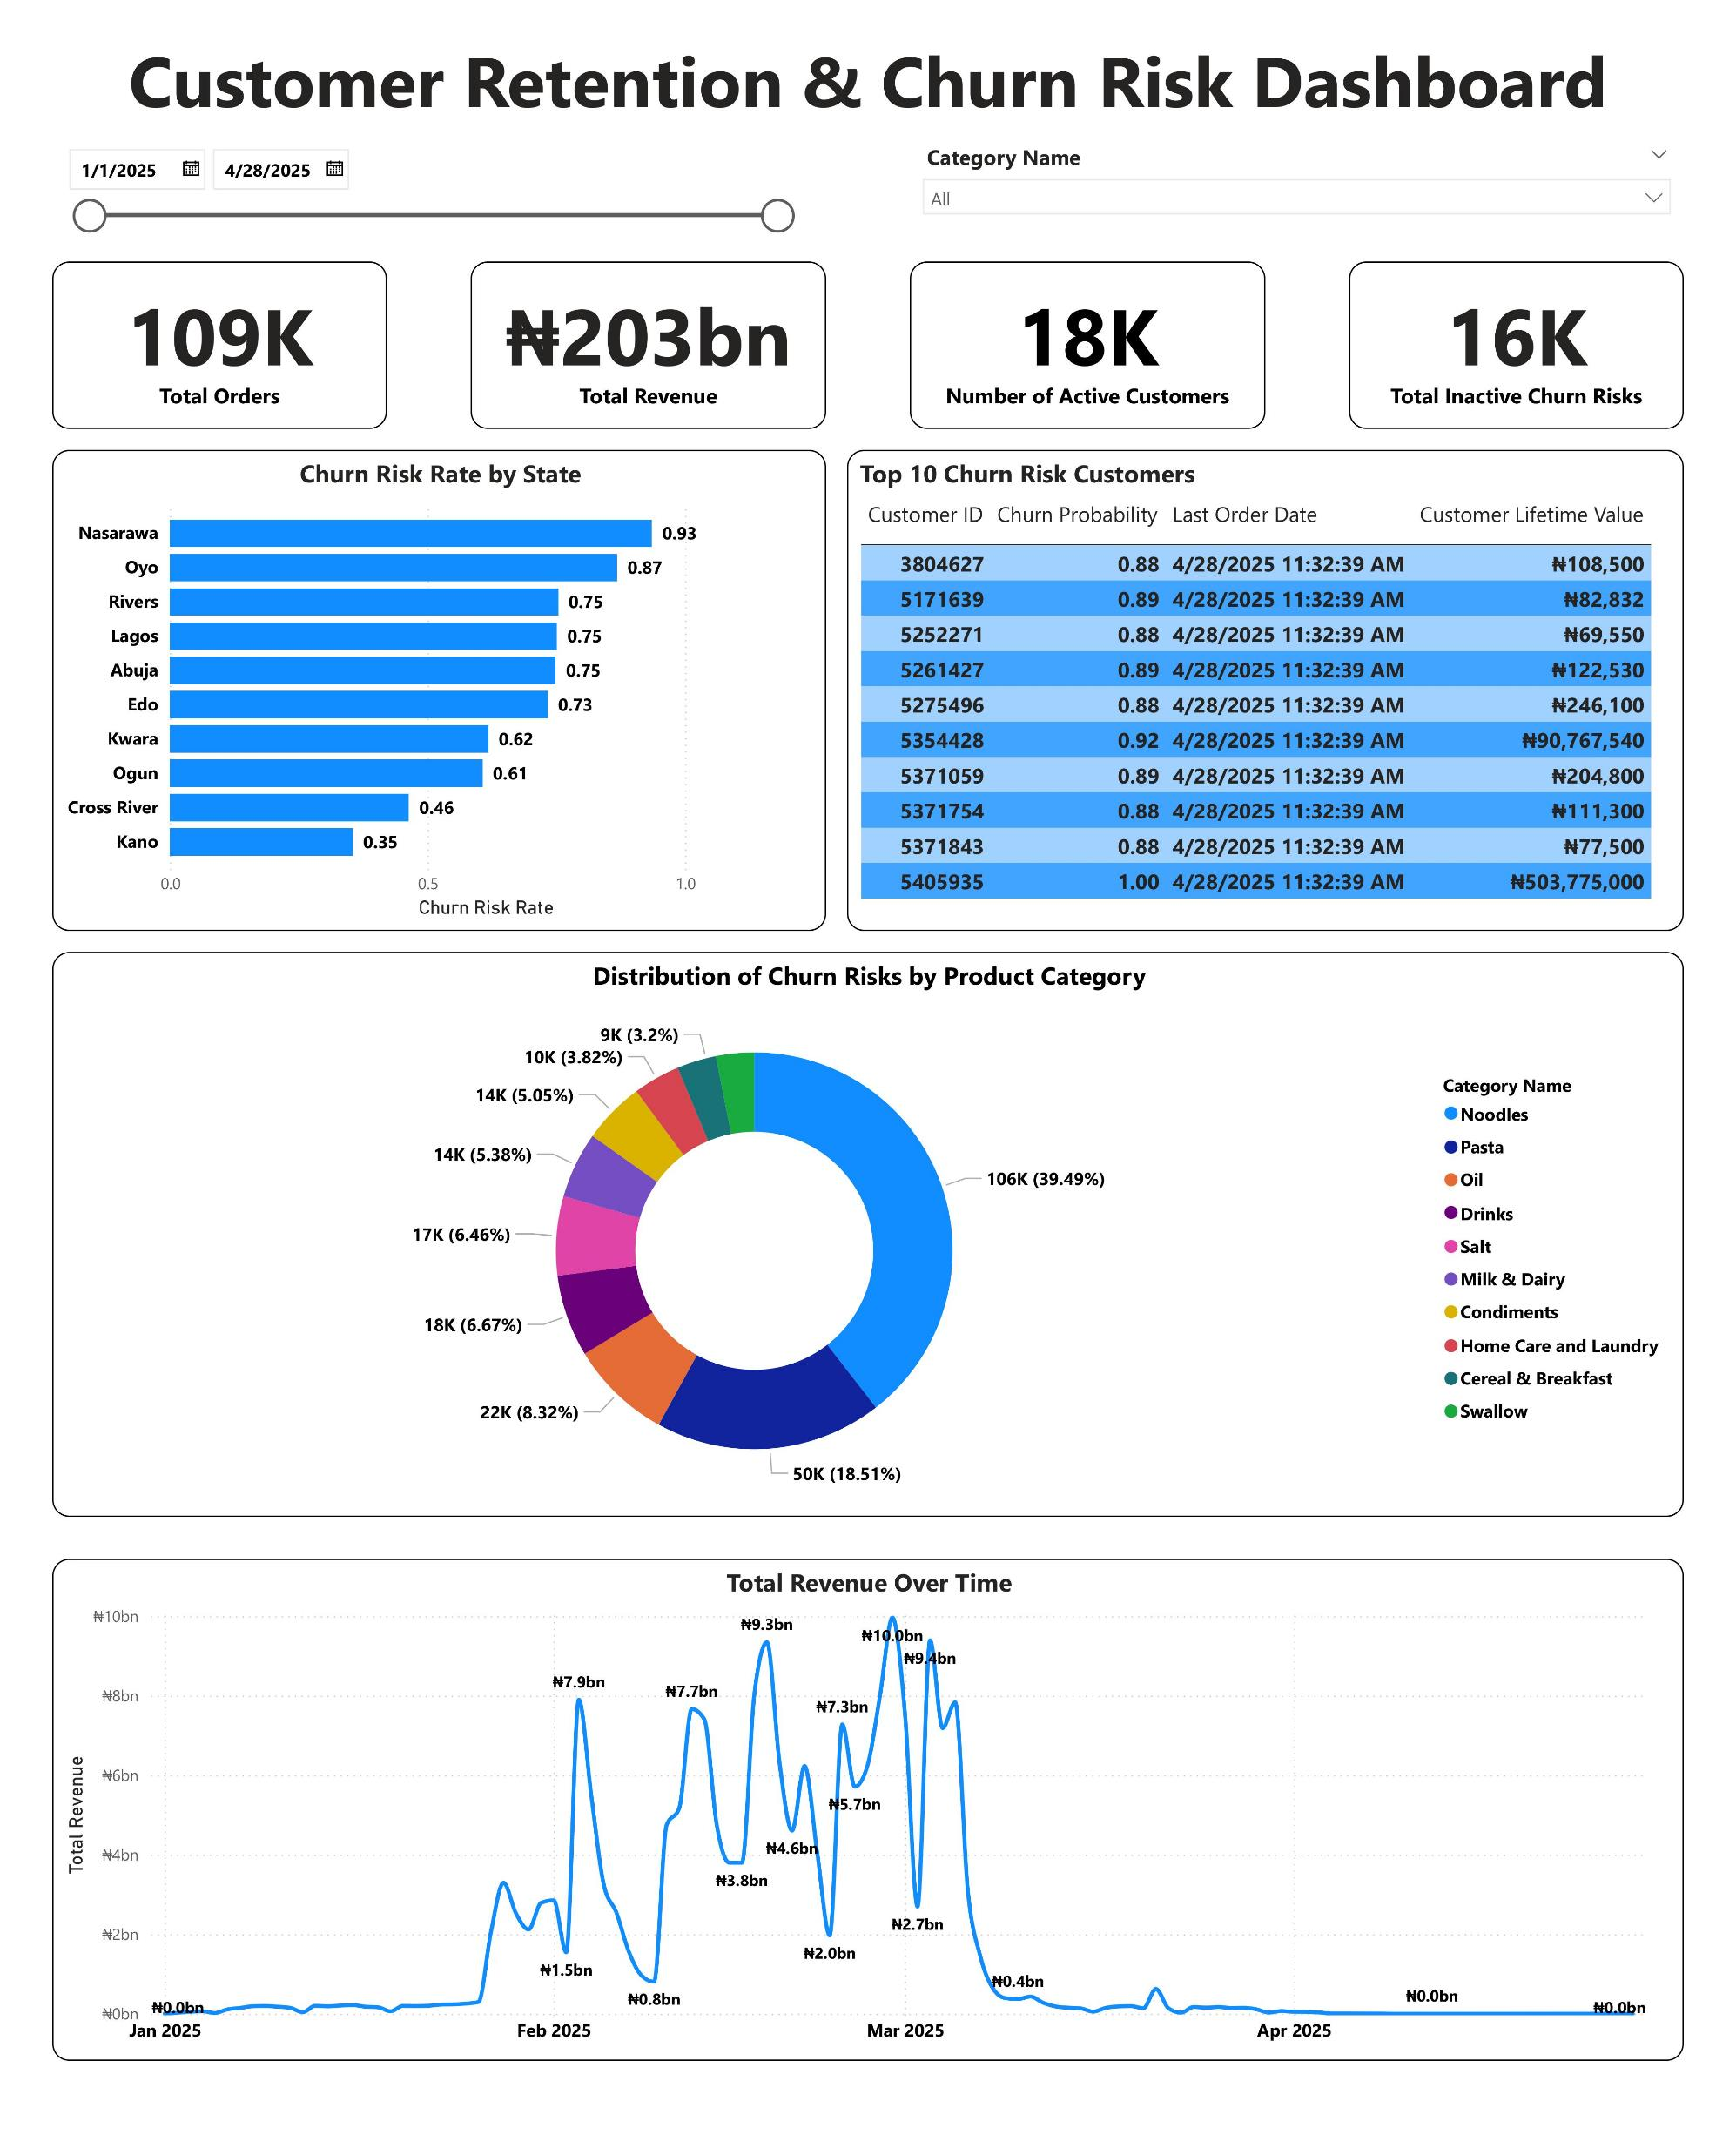 Customer Retention & Churn Risk Dashboard
1/1/2025 4/28/2025
Category Name
All
109K
Total Orders
₦203bn
Total Revenue
18K
Number of Active Customers
16K
Total Inactive Churn Risks
Churn Risk Rate by State
Nasarawa 0.93
Oyo 0.87
Rivers 0.75
Lagos 0.75
Abuja 0.75
Edo 0.73
Kwara 0.62
Ogun 0.61
Cross River 0.46
Kano 0.35
0.0 0.5 1.0
Churn Risk Rate
Top 10 Churn Risk Customers
Customer ID Churn Probability Last Order Date Customer Lifetime Value
3804627 0.88 4/28/2025 11:32:39 AM ₦108,500
5171639 0.89 4/28/2025 11:32:39 AM ₦82,832
5252271 0.88 4/28/2025 11:32:39 AM ₦69,550
5261427 0.89 4/28/2025 11:32:39 AM ₦122,530
5275496 0.88 4/28/2025 11:32:39 AM ₦246,100
5354428 0.92 4/28/2025 11:32:39 AM ₦90,767,540
5371059 0.89 4/28/2025 11:32:39 AM ₦204,800
5371754 0.88 4/28/2025 11:32:39 AM ₦111,300
5371843 0.88 4/28/2025 11:32:39 AM ₦77,500
5405935 1.00 4/28/2025 11:32:39 AM ₦503,775,000
Distribution of Churn Risks by Product Category
9K (3.2%)
10K (3.82%)
14K (5.05%)
14K (5.38%)
17K (6.46%)
18K (6.67%)
22K (8.32%)
50K (18.51%)
106K (39.49%)
Category Name
Noodles
Pasta
Oil
Drinks
Salt
Milk & Dairy
Condiments
Home Care and Laundry
Cereal & Breakfast
Swallow
Total Revenue Over Time
Total Revenue
₦10bn
₦8bn
₦6bn
₦4bn
₦2bn
₦0bn
₦0.0bn
₦1.5bn
₦7.9bn
₦0.8bn
₦7.7bn
₦3.8bn
₦9.3bn
₦4.6bn
₦2.0bn
₦7.3bn
₦5.7bn
₦10.0bn
₦2.7bn
₦9.4bn
₦0.4bn
₦0.0bn
₦0.0bn
Jan 2025 Feb 2025 Mar 2025 Apr 2025